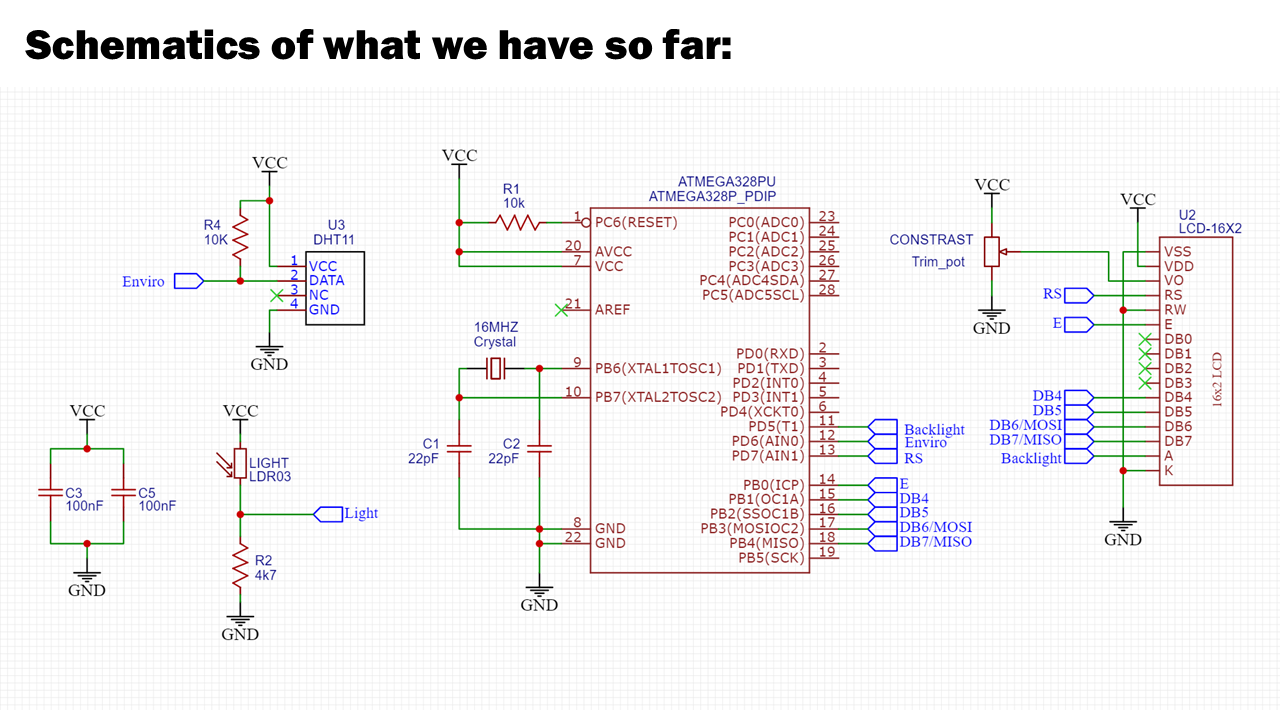 Schematics of what we have so far:
VCC
R4
10K
U3
DHT11
Enviro
1 VCC
2 DATA
3 NC
4 GND
GND
VCC
C3
100nF
C5
100nF
GND
VCC
LIGHT
LDR03
Light
R2
4k7
GND
VCC
R1
10k
16MHZ
Crystal
C1
22pF
C2
22pF
GND
ATMEGA328PU
ATMEGA328P_PDIP
1 PC6(RESET)
20 AVCC
7 VCC
21 AREF
9 PB6(XTAL1TOSC1)
10 PB7(XTAL2TOSC2)
8 GND
22 GND
PC0(ADC0) 23
PC1(ADC1) 24
PC2(ADC2) 25
PC3(ADC3) 26
PC4(ADC4SDA) 27
PC5(ADC5SCL) 28
PD0(RXD) 2
PD1(TXD) 3
PD2(INT0) 4
PD3(INT1) 5
PD4(XCKT0) 6
PD5(T1) 11 Backlight
PD6(AIN0) 12 Enviro
PD7(AIN1) 13 RS
PB0(ICP) 14 E
PB1(OC1A) 15 DB4
PB2(SSOC1B) 16 DB5
PB3(MOSIOC2) 17 DB6/MOSI
PB4(MISO) 18 DB7/MISO
PB5(SCK) 19
VCC
CONSTRAST
Trim_pot
GND
VCC
U2
LCD-16X2
VSS
VDD
VO
RS RS
RW
E E
DB0
DB1
DB2
DB3
DB4 DB4
DB5 DB5
DB6/MOSI DB6
DB7/MISO DB7
Backlight A
K
16x2 LCD
GND